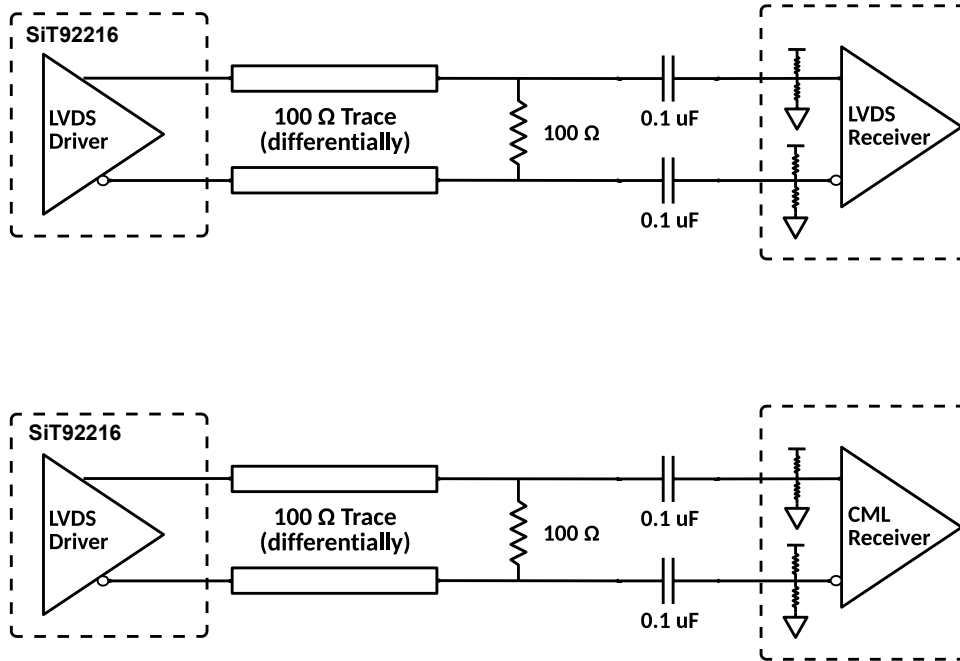 SiT92216
LVDS
Driver
100 Ω Trace
(differentially)
100 Ω
0.1 uF
0.1 uF
LVDS
Receiver
SiT92216
LVDS
Driver
100 Ω Trace
(differentially)
100 Ω
0.1 uF
0.1 uF
CML
Receiver